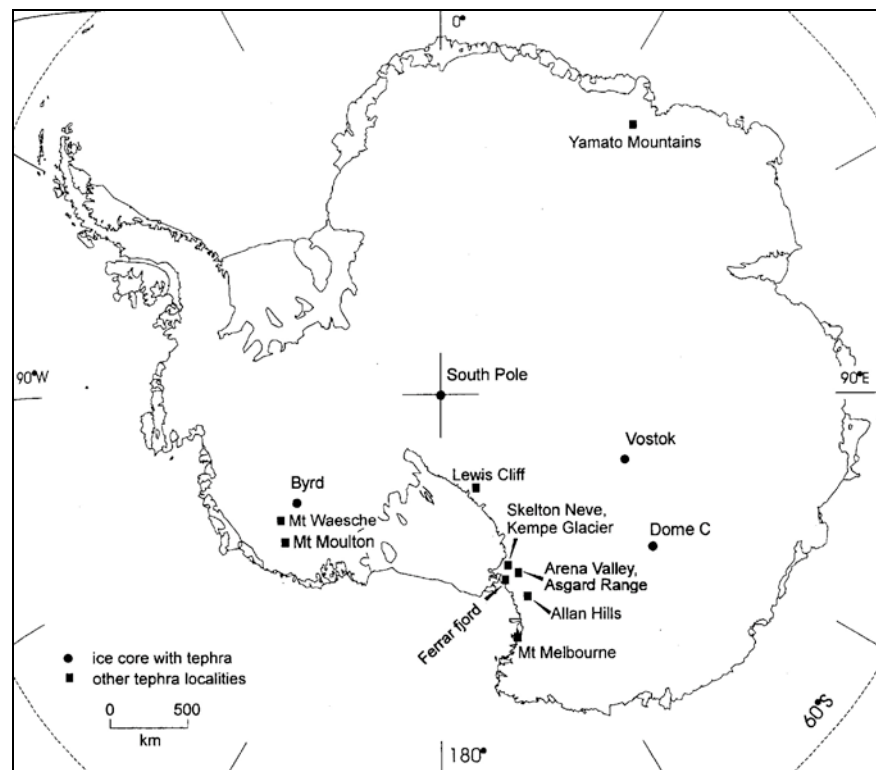 0°
Yamato Mountains
90°W
South Pole
90°E
Vostok
Lewis Cliff
Byrd
Skelton Neve,
Kempe Glacier
Mt Waesche
Dome C
Mt Moulton
Arena Valley,
Asgard Range
Ferrar fjord
Allan Hills
Mt Melbourne
ice core with tephra
other tephra localities
0 500
km
60°S
180°